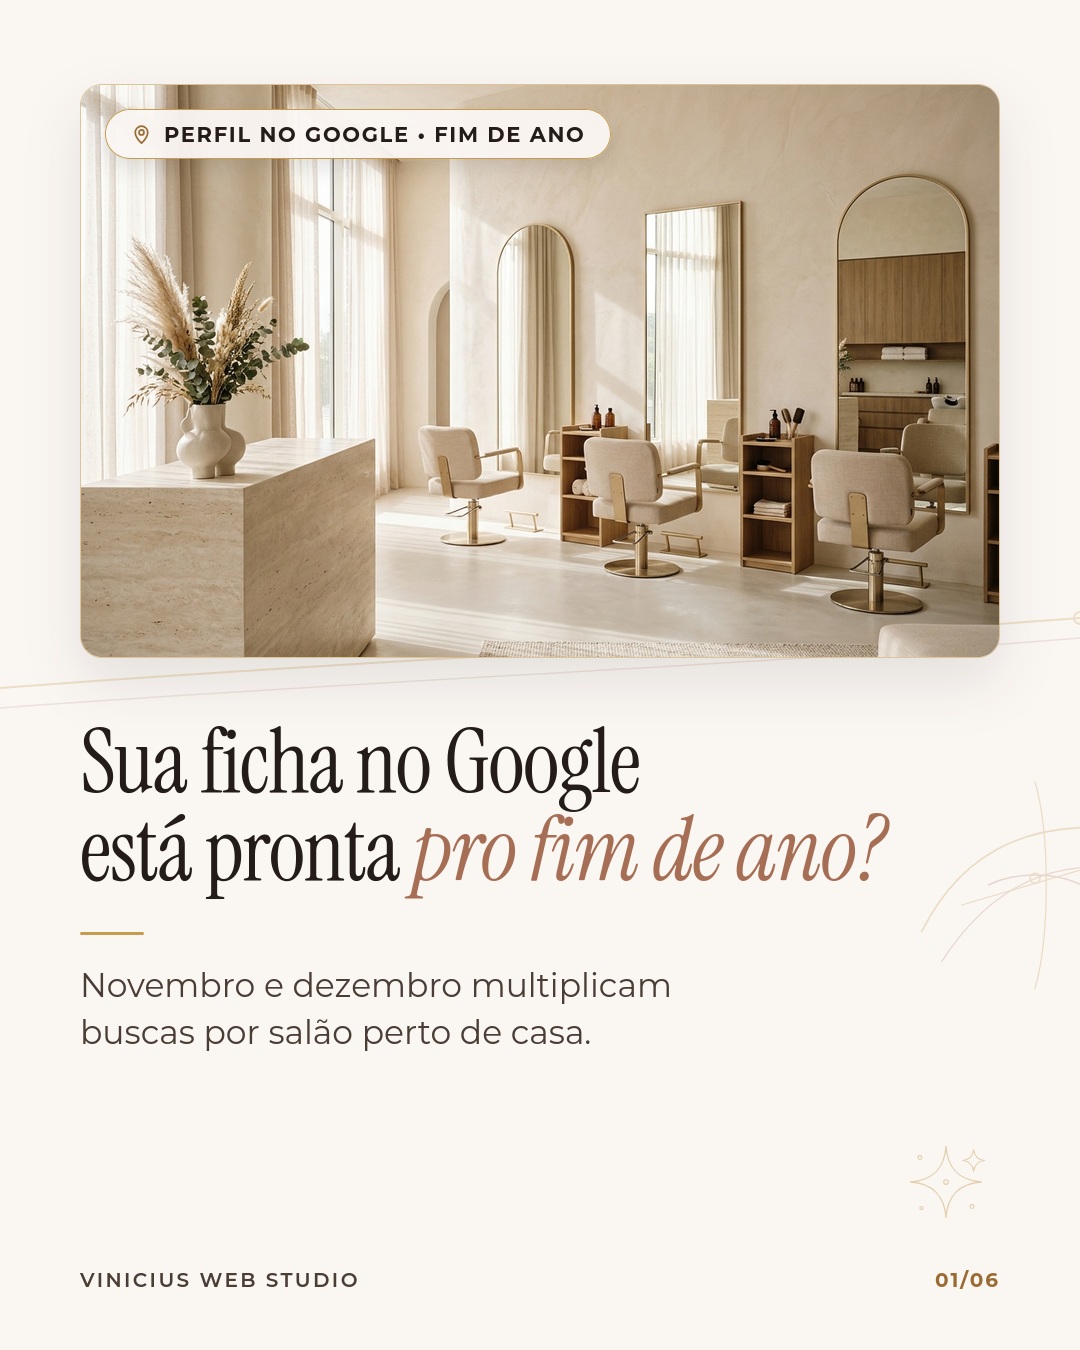 PERFIL NO GOOGLE • FIM DE ANO
Sua ficha no Google
está pronta pro fim de ano?
Novembro e dezembro multiplicam
buscas por salão perto de casa.
VINICIUS WEB STUDIO
01/06